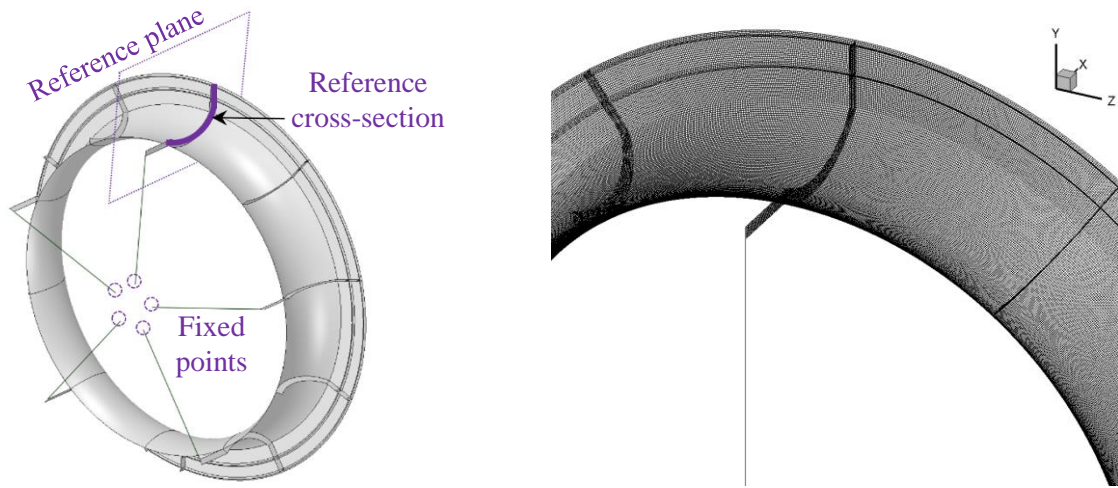 Reference plane
Reference
cross-section
Fixed
points
Y
X
Z